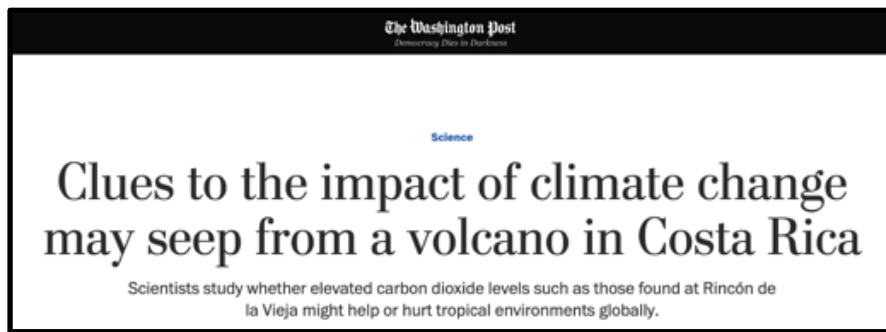 The Washington Post
Democracy Dies in Darkness
Science
Clues to the impact of climate change
may seep from a volcano in Costa Rica
Scientists study whether elevated carbon dioxide levels such as those found at Rincón de
la Vieja might help or hurt tropical environments globally.